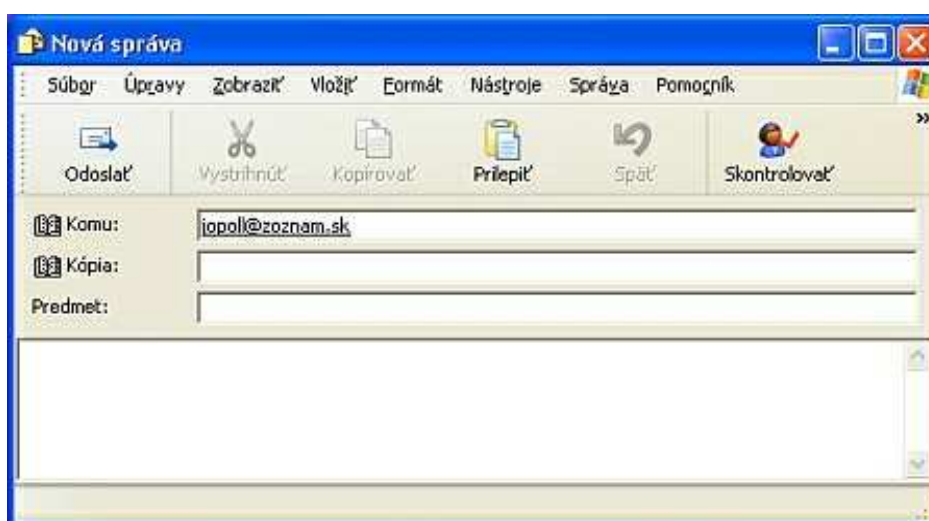 Nová správa
Súbor Úpravy Zobraziť Vložiť Formát Nástroje Správa Pomocník
»
Odoslať Vystrihnúť Kopírovať Prilepiť Späť Skontrolovať
Komu: jopoll@zoznam.sk
Kópia:
Predmet: